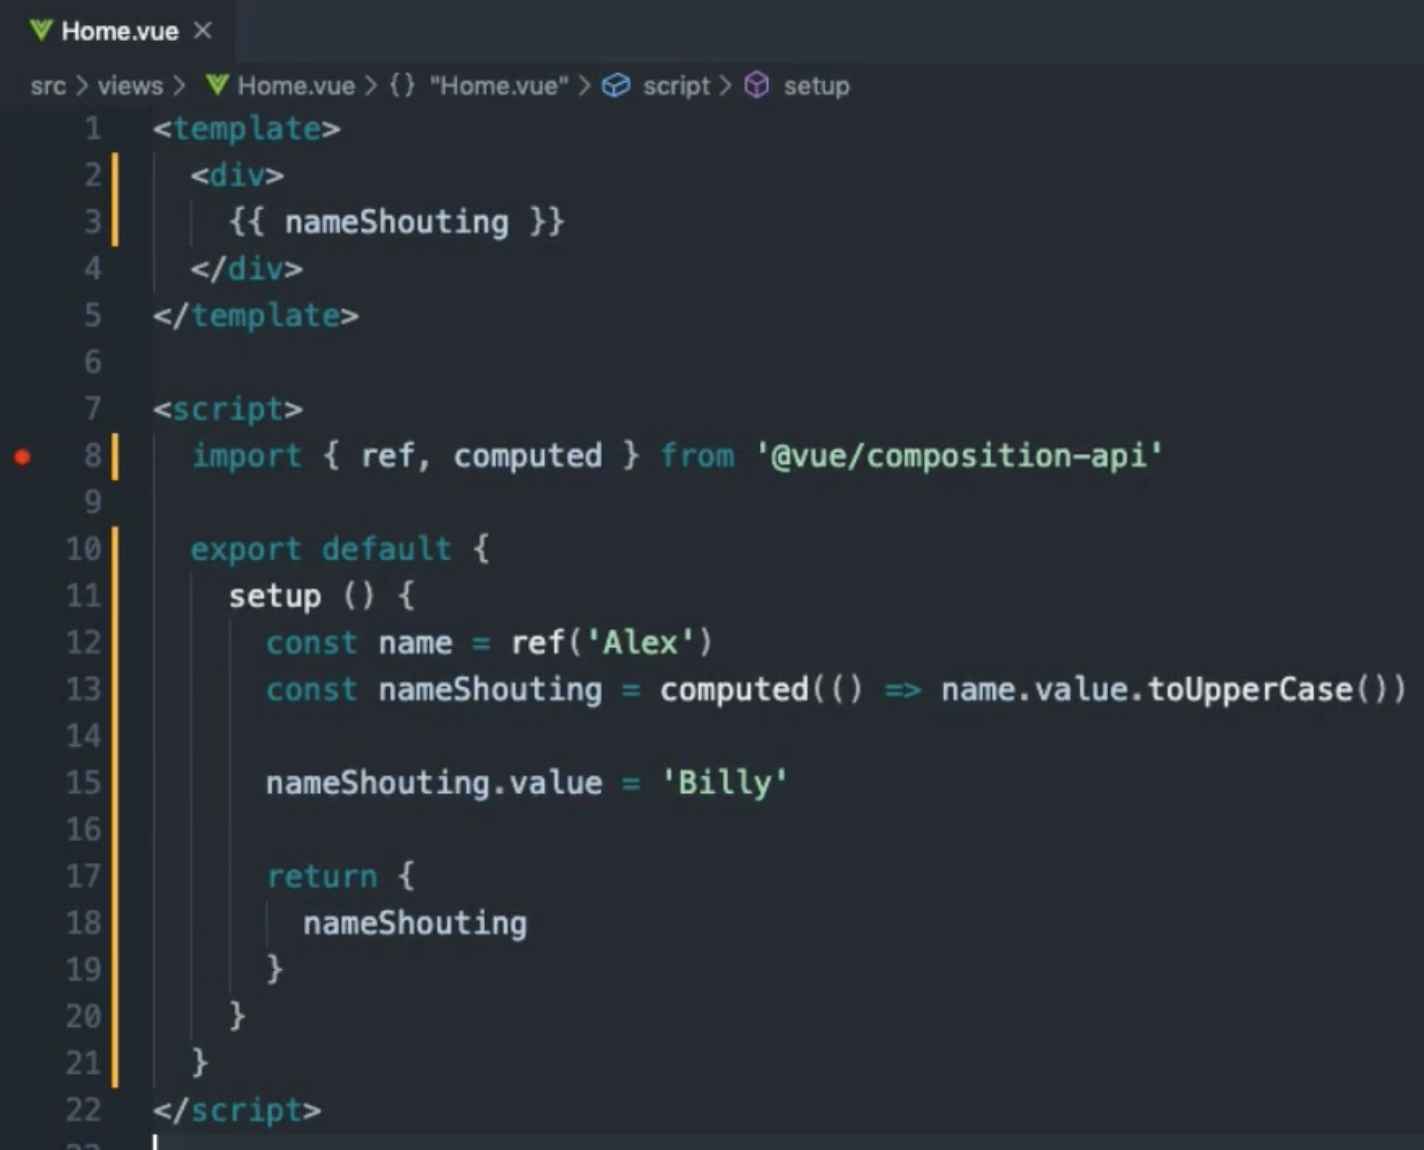 Home.vue ×
src > views > Home.vue > {} "Home.vue" > script > setup
1 <template>
2 <div>
3 {{ nameShouting }}
4 </div>
5 </template>
6
7 <script>
8 import { ref, computed } from '@vue/composition-api'
9
10 export default {
11 setup () {
12 const name = ref('Alex')
13 const nameShouting = computed(() => name.value.toUpperCase())
14
15 nameShouting.value = 'Billy'
16
17 return {
18 nameShouting
19 }
20 }
21 }
22 </script>